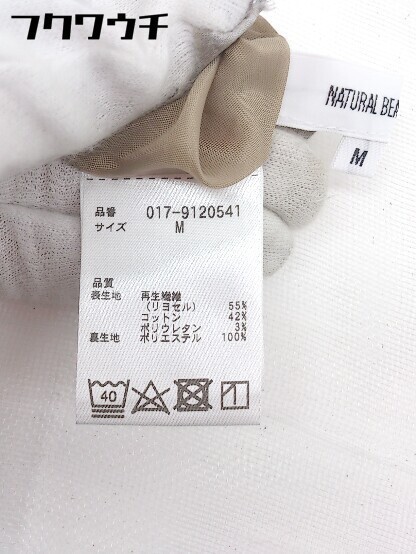 フクワウチ
NATURAL BEA
M
品番 017-9120541
サイズ M
品質
表生地 再生繊維
(リヨセル) 55%
コットン 42%
ポリウレタン 3%
裏生地 ポリエステル 100%
40